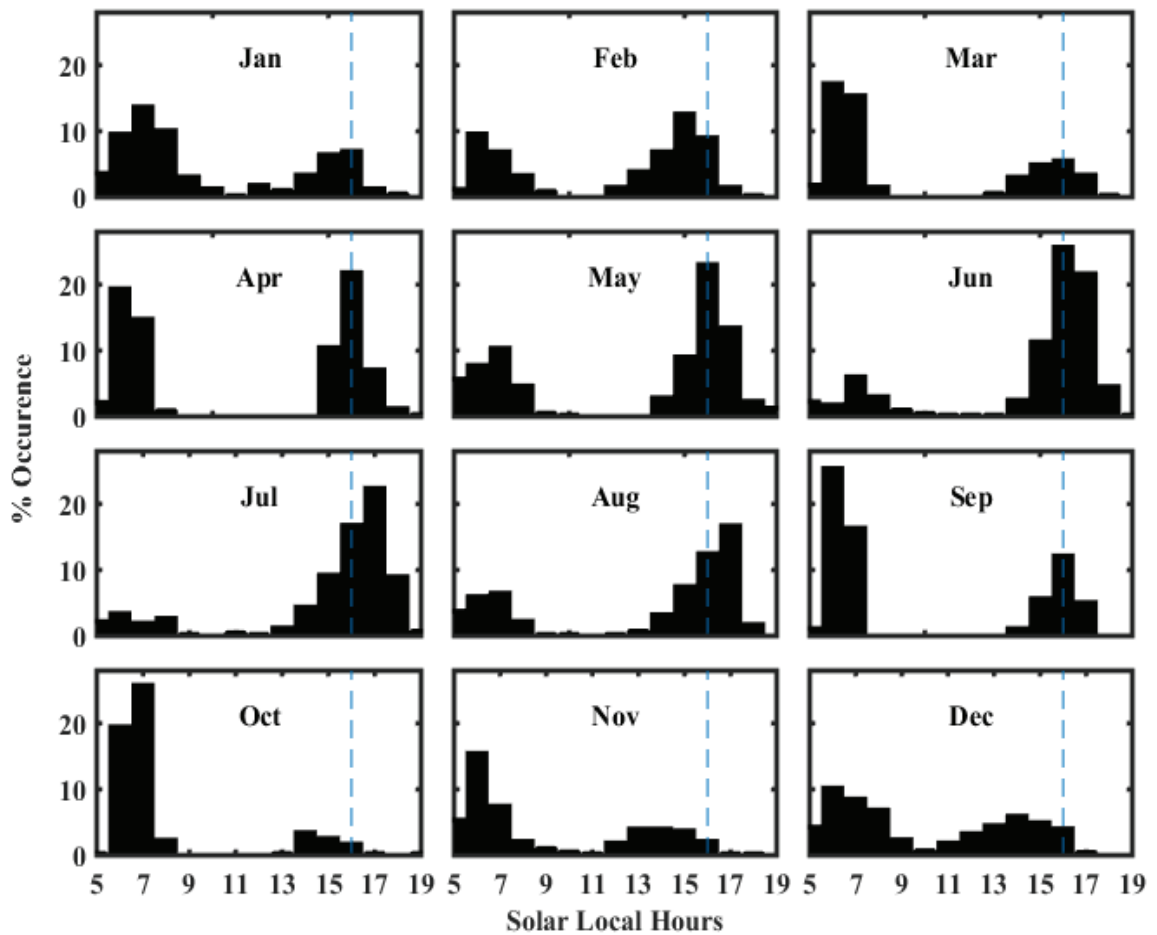 Jan Feb Mar
20
10
0
Apr May Jun
20
10
0
% Occurence
Jul Aug Sep
20
10
0
Oct Nov Dec
20
10
0
5 7 9 11 13 15 17 19 5 7 9 11 13 15 17 19 5 7 9 11 13 15 17 19
Solar Local Hours